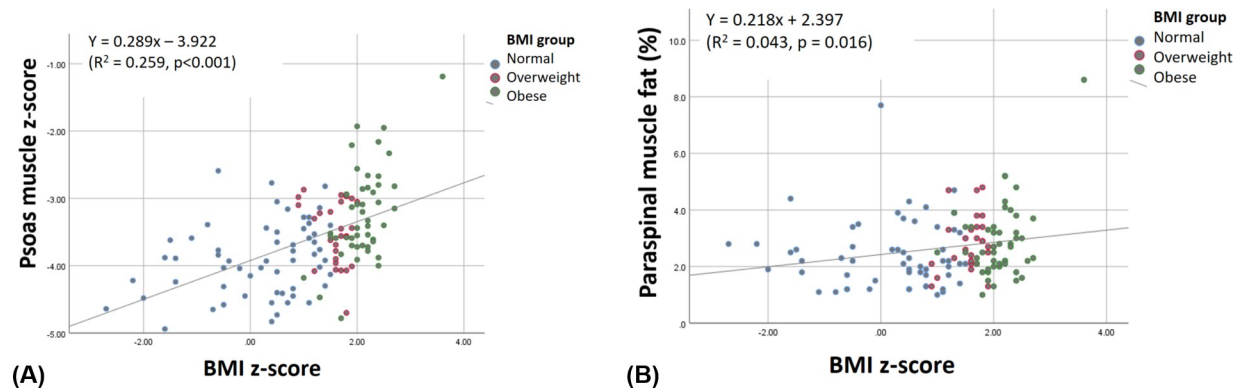 Y = 0.289x – 3.922
(R² = 0.259, p<0.001)
BMI group
Normal
Overweight
Obese
Psoas muscle z-score
-1.00
-2.00
-3.00
-4.00
-5.00
-2.00 .00 2.00 4.00
BMI z-score
(A)
Y = 0.218x + 2.397
(R² = 0.043, p = 0.016)
BMI group
Normal
Overweight
Obese
Paraspinal muscle fat (%)
10.0
8.0
6.0
4.0
2.0
.0
-2.00 .00 2.00 4.00
BMI z-score
(B)